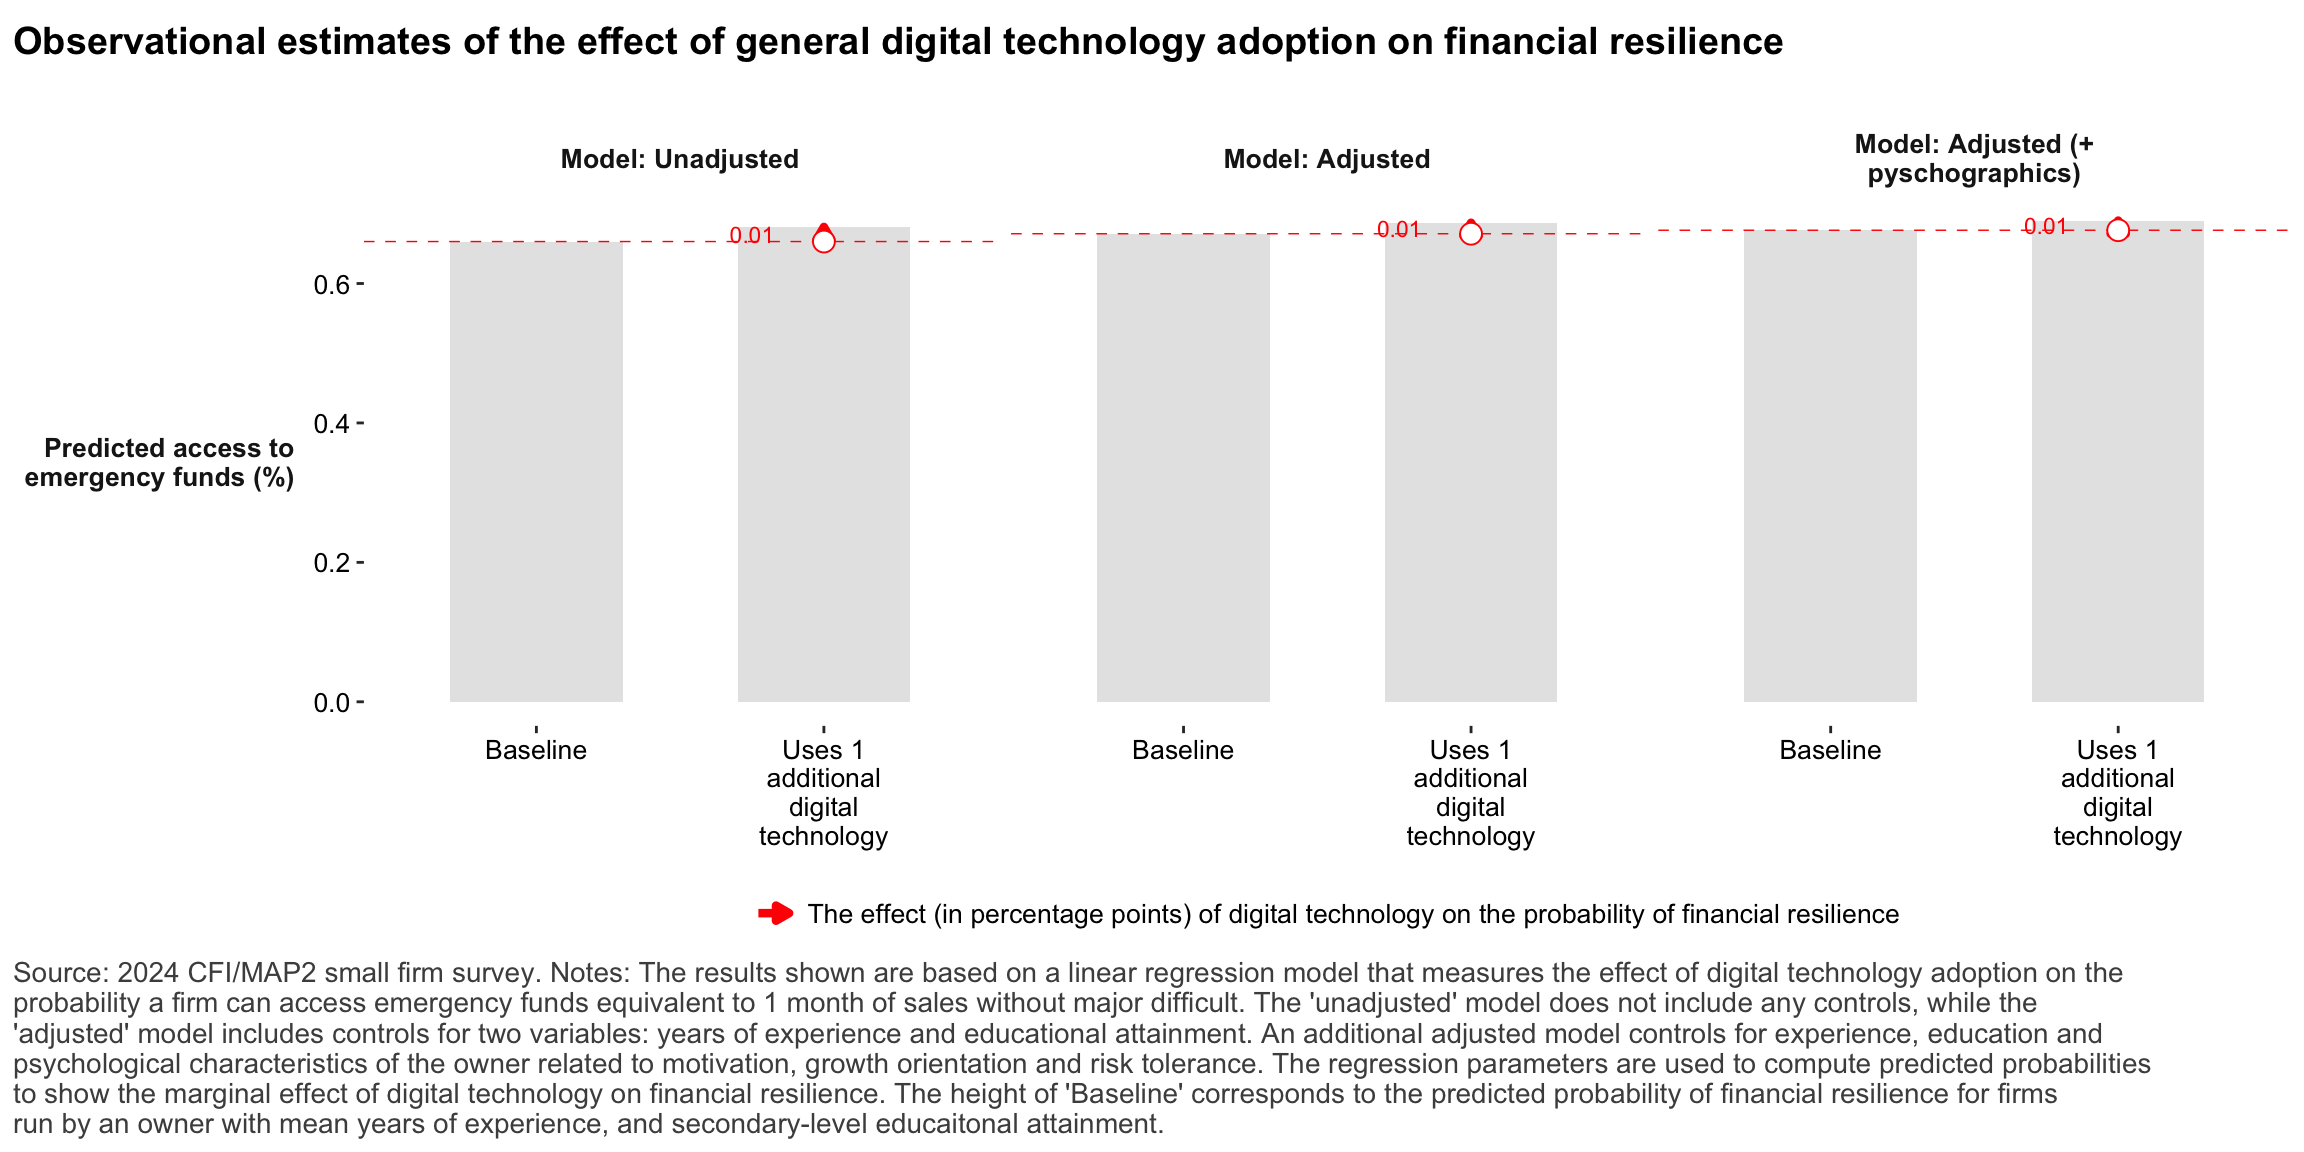 Observational estimates of the effect of general digital technology adoption on financial resilience
Model: Unadjusted
Model: Adjusted
Model: Adjusted (+
pyschographics)
0.01
0.01
0.01
0.6
0.4
0.2
0.0
Predicted access to
emergency funds (%)
Baseline
Uses 1
additional
digital
technology
Baseline
Uses 1
additional
digital
technology
Baseline
Uses 1
additional
digital
technology
The effect (in percentage points) of digital technology on the probability of financial resilience
Source: 2024 CFI/MAP2 small firm survey. Notes: The results shown are based on a linear regression model that measures the effect of digital technology adoption on the
probability a firm can access emergency funds equivalent to 1 month of sales without major difficult. The 'unadjusted' model does not include any controls, while the
'adjusted' model includes controls for two variables: years of experience and educational attainment. An additional adjusted model controls for experience, education and
psychological characteristics of the owner related to motivation, growth orientation and risk tolerance. The regression parameters are used to compute predicted probabilities
to show the marginal effect of digital technology on financial resilience. The height of 'Baseline' corresponds to the predicted probability of financial resilience for firms
run by an owner with mean years of experience, and secondary-level educaitonal attainment.